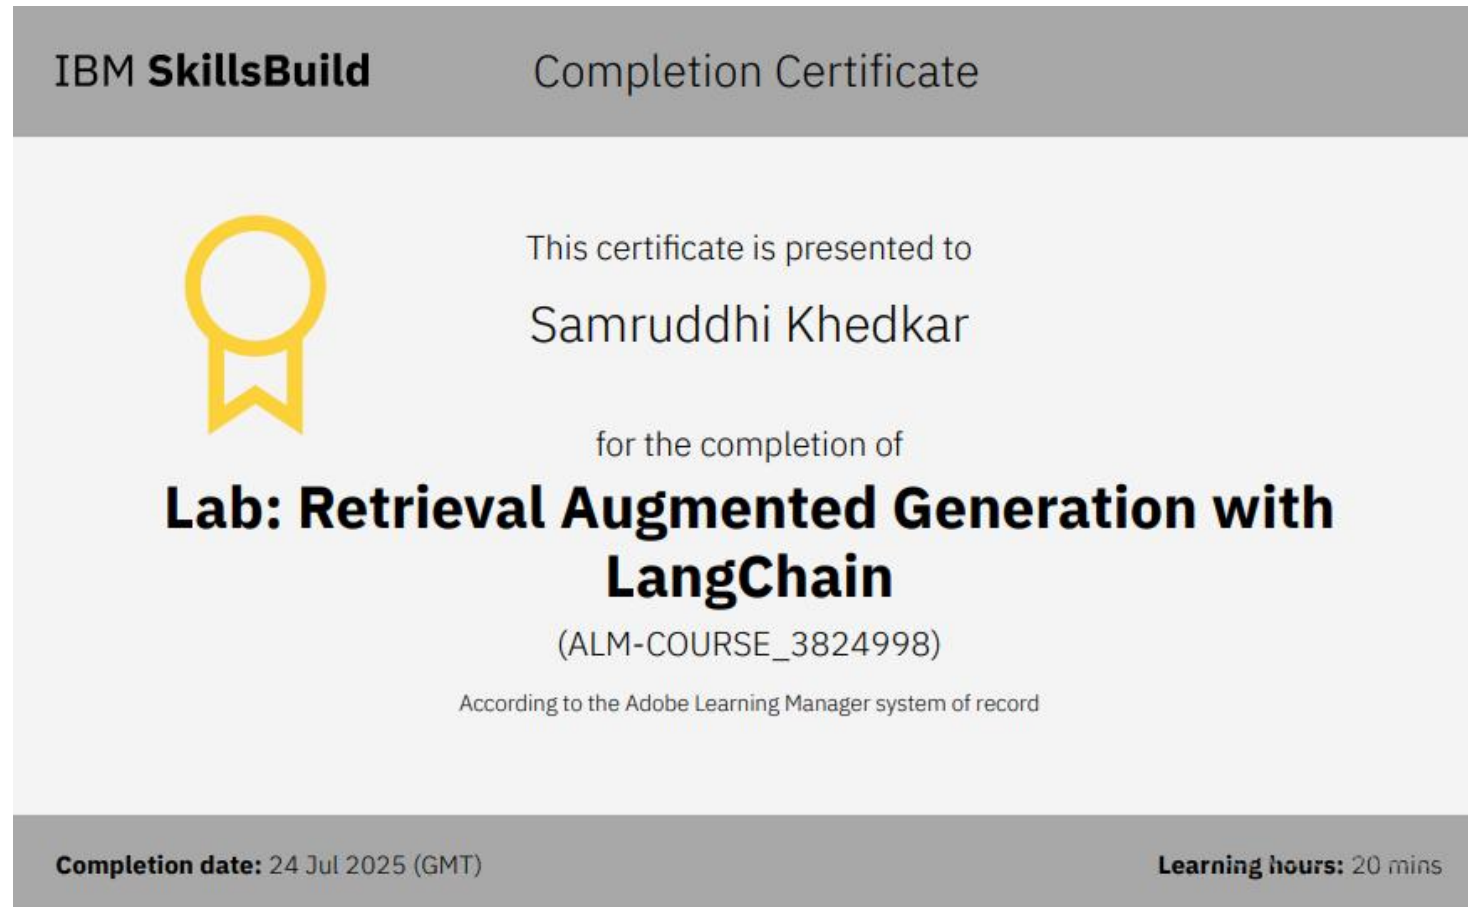 IBM SkillsBuild
Completion Certificate
This certificate is presented to
Samruddhi Khedkar
for the completion of
Lab: Retrieval Augmented Generation with
LangChain
(ALM-COURSE_3824998)
According to the Adobe Learning Manager system of record
Completion date: 24 Jul 2025 (GMT)
Learning hours: 20 mins